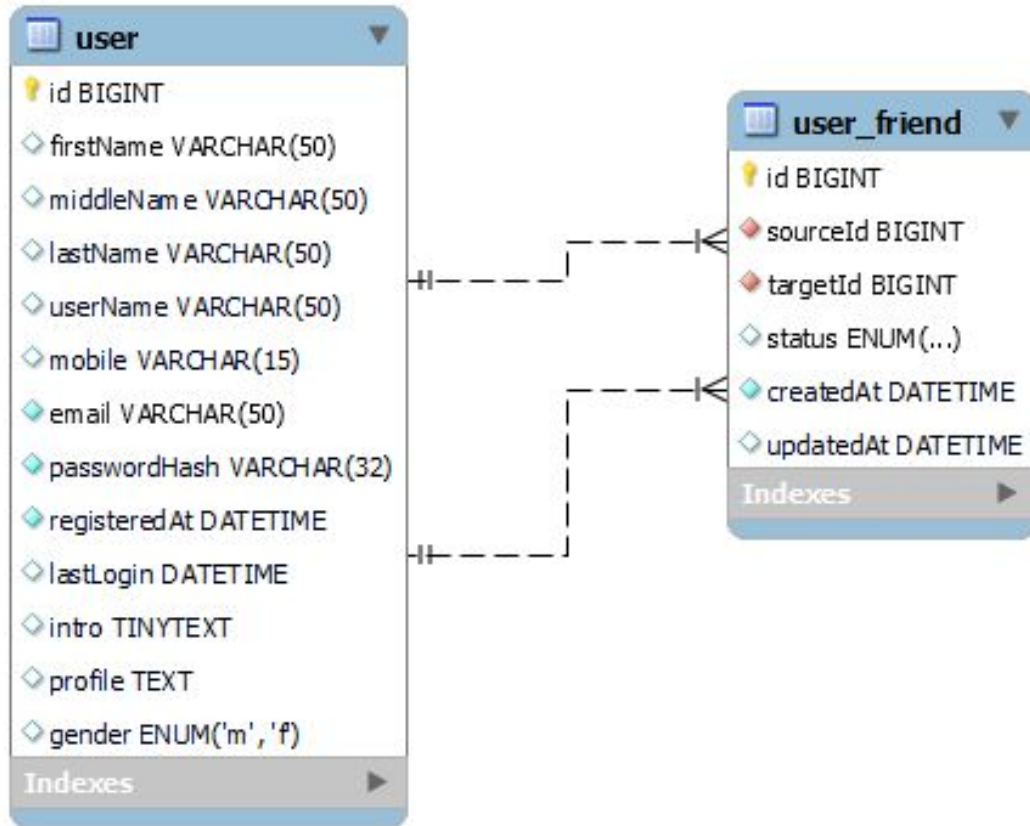 user
id BIGINT
firstName VARCHAR(50)
middleName VARCHAR(50)
lastName VARCHAR(50)
userName VARCHAR(50)
mobile VARCHAR(15)
email VARCHAR(50)
passwordHash VARCHAR(32)
registeredAt DATETIME
lastLogin DATETIME
intro TINYTEXT
profile TEXT
gender ENUM('m','f')
Indexes
user_friend
id BIGINT
sourceId BIGINT
targetId BIGINT
status ENUM(...)
createdAt DATETIME
updatedAt DATETIME
Indexes